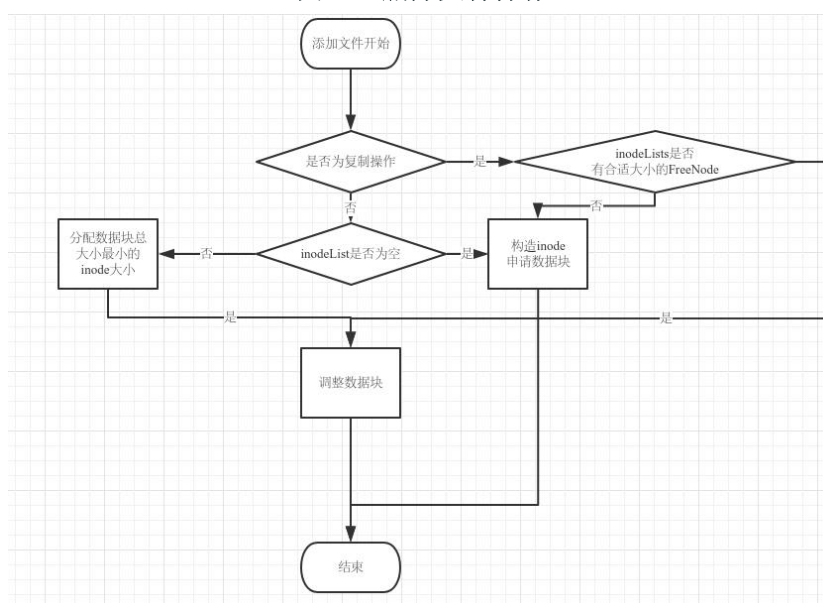 添加文件开始
是否为复制操作
是
inodeLists是否
有合适大小的FreeNode
否
否
分配数据块总
大小最小的
inode大小
否
inodeList是否为空
是
构造inode
申请数据块
是
是
调整数据块
结束